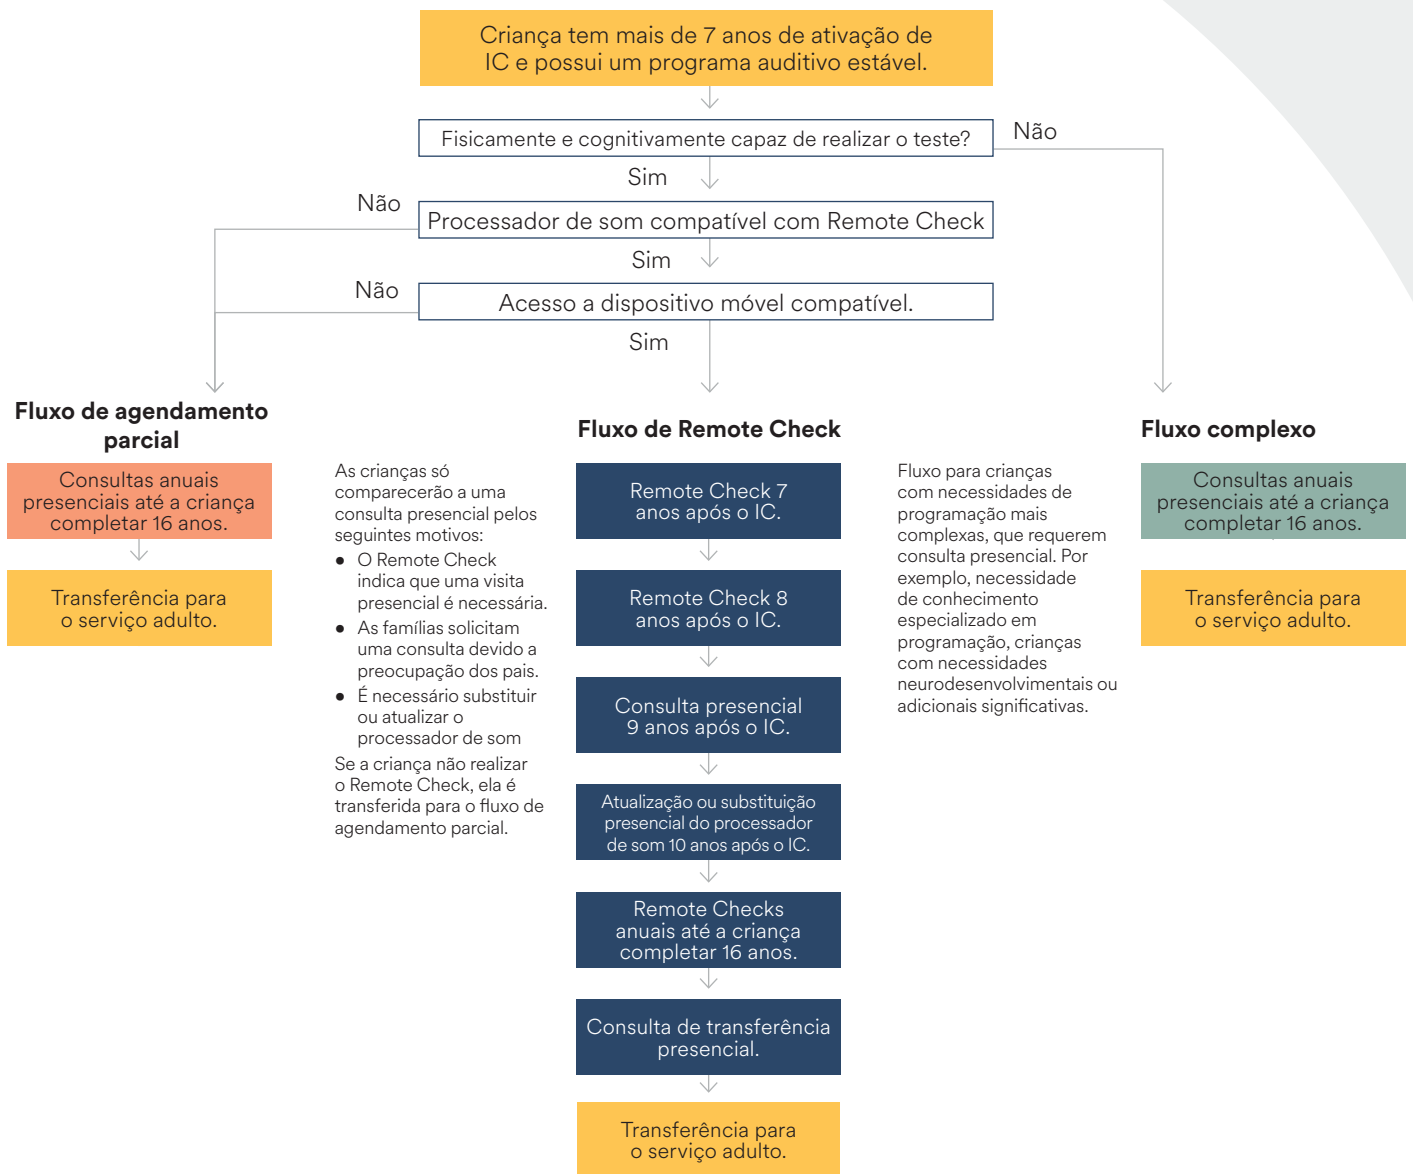 Criança tem mais de 7 anos de ativação de
IC e possui um programa auditivo estável.
Fisicamente e cognitivamente capaz de realizar o teste?
Não
Sim
Não
Processador de som compatível com Remote Check
Sim
Não
Acesso a dispositivo móvel compatível.
Sim
Fluxo de agendamento
parcial
Consultas anuais
presenciais até a criança
completar 16 anos.
Transferência para
o serviço adulto.
As crianças só
comparecerão a uma
consulta presencial pelos
seguintes motivos:
● O Remote Check
indica que uma visita
presencial é necessária.
● As famílias solicitam
uma consulta devido a
preocupação dos pais.
● É necessário substituir
ou atualizar o
processador de som
Se a criança não realizar
o Remote Check, ela é
transferida para o fluxo de
agendamento parcial.
Fluxo de Remote Check
Remote Check 7
anos após o IC.
Remote Check 8
anos após o IC.
Consulta presencial
9 anos após o IC.
Atualização ou substituição
presencial do processador
de som 10 anos após o IC.
Remote Checks
anuais até a criança
completar 16 anos.
Consulta de transferência
presencial.
Transferência para
o serviço adulto.
Fluxo para crianças
com necessidades de
programação mais
complexas, que requerem
consulta presencial. Por
exemplo, necessidade
de conhecimento
especializado em
programação, crianças
com necessidades
neurodesenvolvimentais ou
adicionais significativas.
Fluxo complexo
Consultas anuais
presenciais até a criança
completar 16 anos.
Transferência para
o serviço adulto.